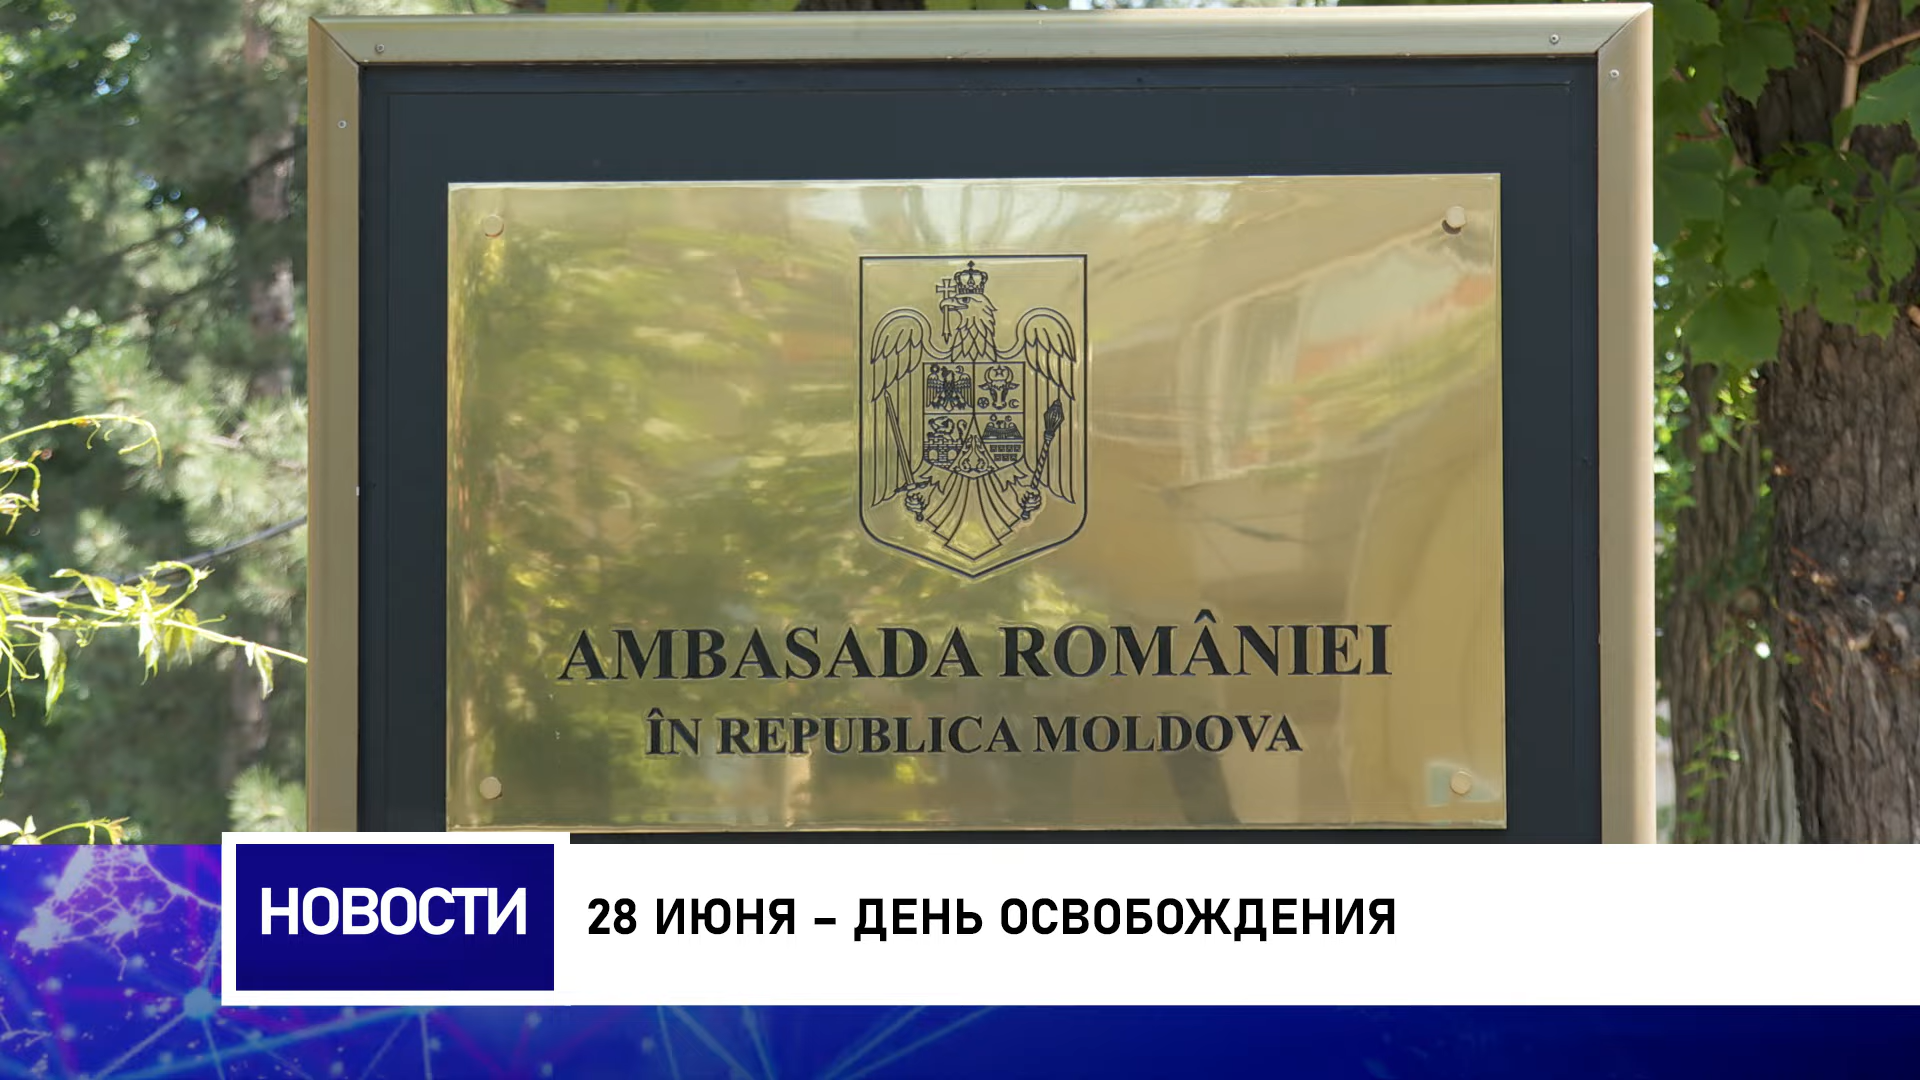 AMBASADA ROMÂNIEI
ÎN REPUBLICA MOLDOVA
НОВОСТИ
28 ИЮНЯ – ДЕНЬ ОСВОБОЖДЕНИЯ